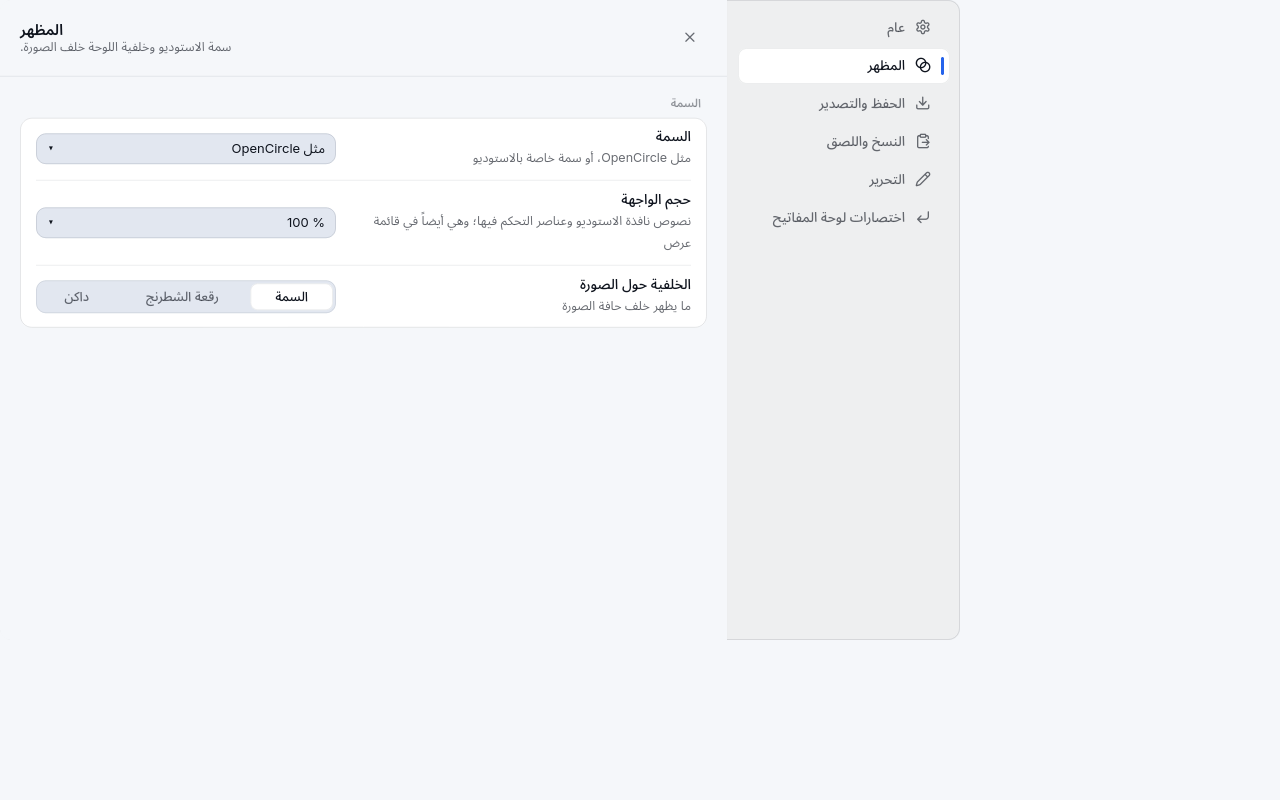 عام
المظهر
الحفظ والتصدير
النسخ واللصق
التحرير
اختصارات لوحة المفاتيح
المظهر
سمة الاستوديو وخلفية اللوحة خلف الصورة.
السمة
السمة
مثل OpenCircle، أو سمة خاصة بالاستوديو
مثل OpenCircle
حجم الواجهة
نصوص نافذة الاستوديو وعناصر التحكم فيها؛ وهي أيضاً في قائمة
عرض
100 %
الخلفية حول الصورة
ما يظهر خلف حافة الصورة
السمة
رقعة الشطرنج
داكن